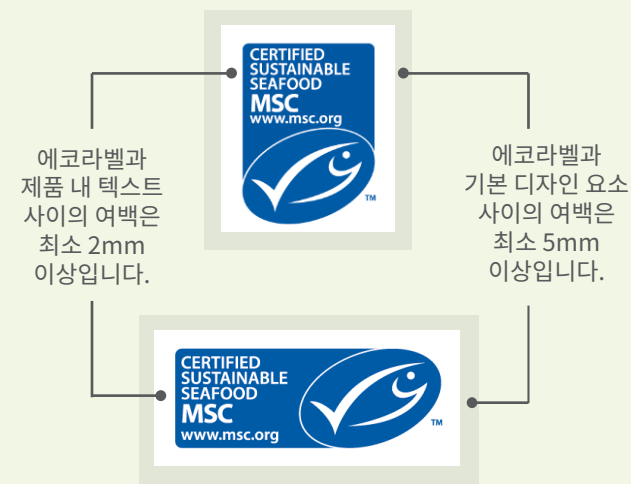 CERTIFIED
SUSTAINABLE
SEAFOOD
MSC
www.msc.org
TM
에코라벨과
제품 내 텍스트
사이의 여백은
최소 2mm
이상입니다.
에코라벨과
기본 디자인 요소
사이의 여백은
최소 5mm
이상입니다.
CERTIFIED
SUSTAINABLE
SEAFOOD
MSC
www.msc.org
TM